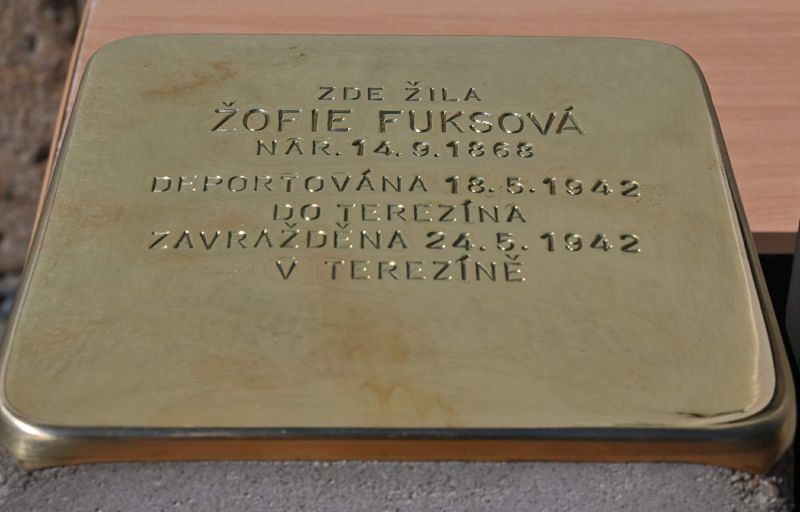 ZDE ŽILA
ŽOFIE FUKSOVÁ
NAR. 14. 9. 1868
DEPORTOVÁNA 18. 5. 1942
DO TEREZÍNA
ZAVRAŽDĚNA 24. 5. 1942
V TEREZÍNĚ